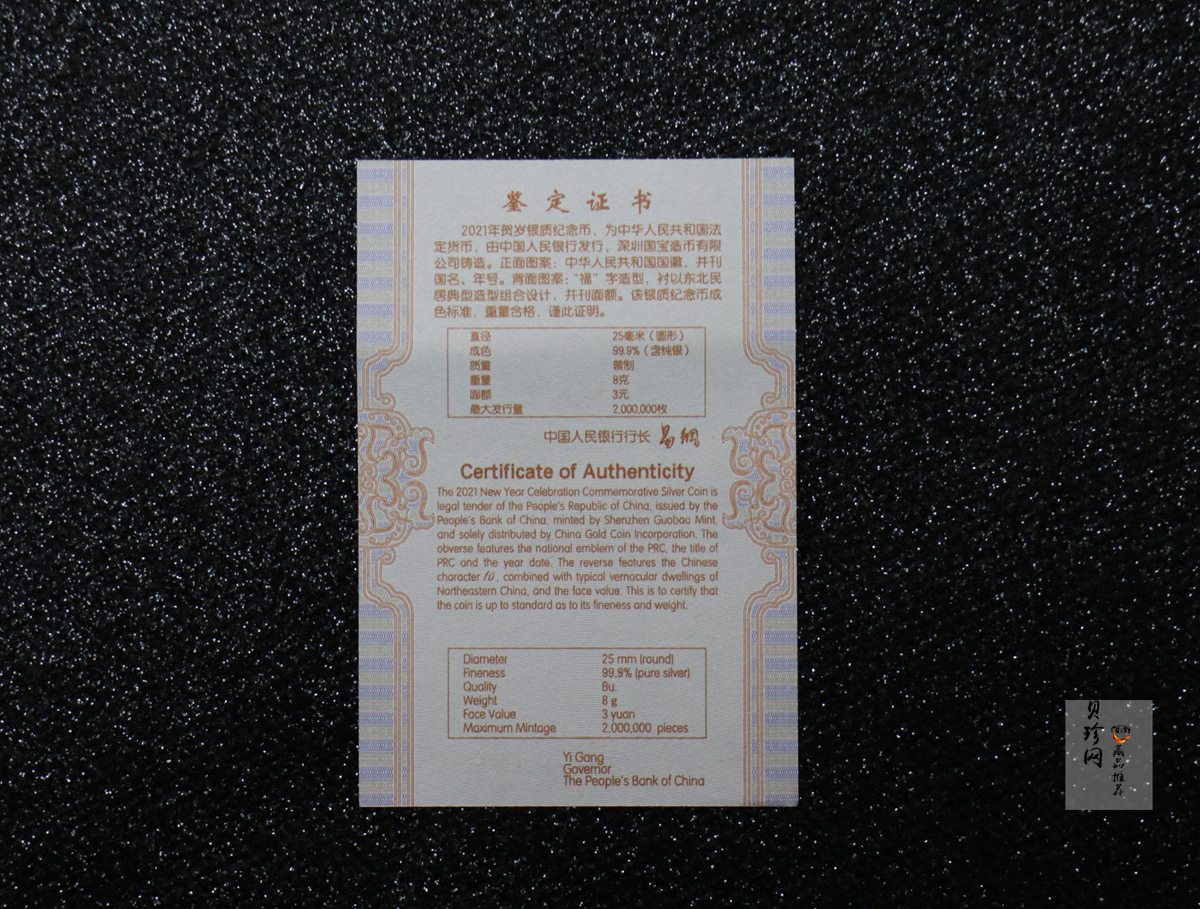 鉴定证书
2021年贺岁银质纪念币，为中华人民共和国法
定货币，由中国人民银行发行，深圳国宝造币有限
公司铸造。正面图案：中华人民共和国国徽，并刊
国名、年号。背面图案：“福”字造型，衬以东北民
居典型造型组合设计，并刊面额。该银质纪念币成
色标准，重量合格，谨此证明。
直径 25毫米（圆形）
成色 99.9%（含纯银）
质量 普制
重量 8克
面额 3元
最大发行量 2,000,000枚
中国人民银行行长 易纲
Certificate of Authenticity
The 2021 New Year Celebration Commemorative Silver Coin is
legal tender of the People's Republic of China, issued by the
People's Bank of China, minted by Shenzhen Guobao Mint,
and solely distributed by China Gold Coin Incorporation. The
obverse features the national emblem of the PRC, the title of
PRC and the year date. The reverse features the Chinese
character fú, combined with typical vernacular dwellings of
Northeastern China, and the face value. This is to certify that
the coin is up to standard as to its fineness and weight.
Diameter 25 mm (round)
Fineness 99.9% (pure silver)
Quality Bu.
Weight 8 g
Face Value 3 yuan
Maximum Mintage 2,000,000 pieces
Yi Gang
Governor
The People's Bank of China
贝珍网
藏品推荐